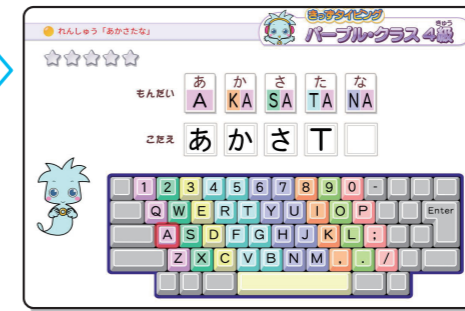 きっずタイピング
れんしゅう「あかさたな」
パープル・クラス 4級
きゅう
もんだい
あ か さ た な
A KA SA TA NA
こたえ
あ か さ T
1 2 3 4 5 6 7 8 9 0 -
Q W E R T Y U I O P
Enter
A S D F G H J K L ;
Z X C V B N M , . /